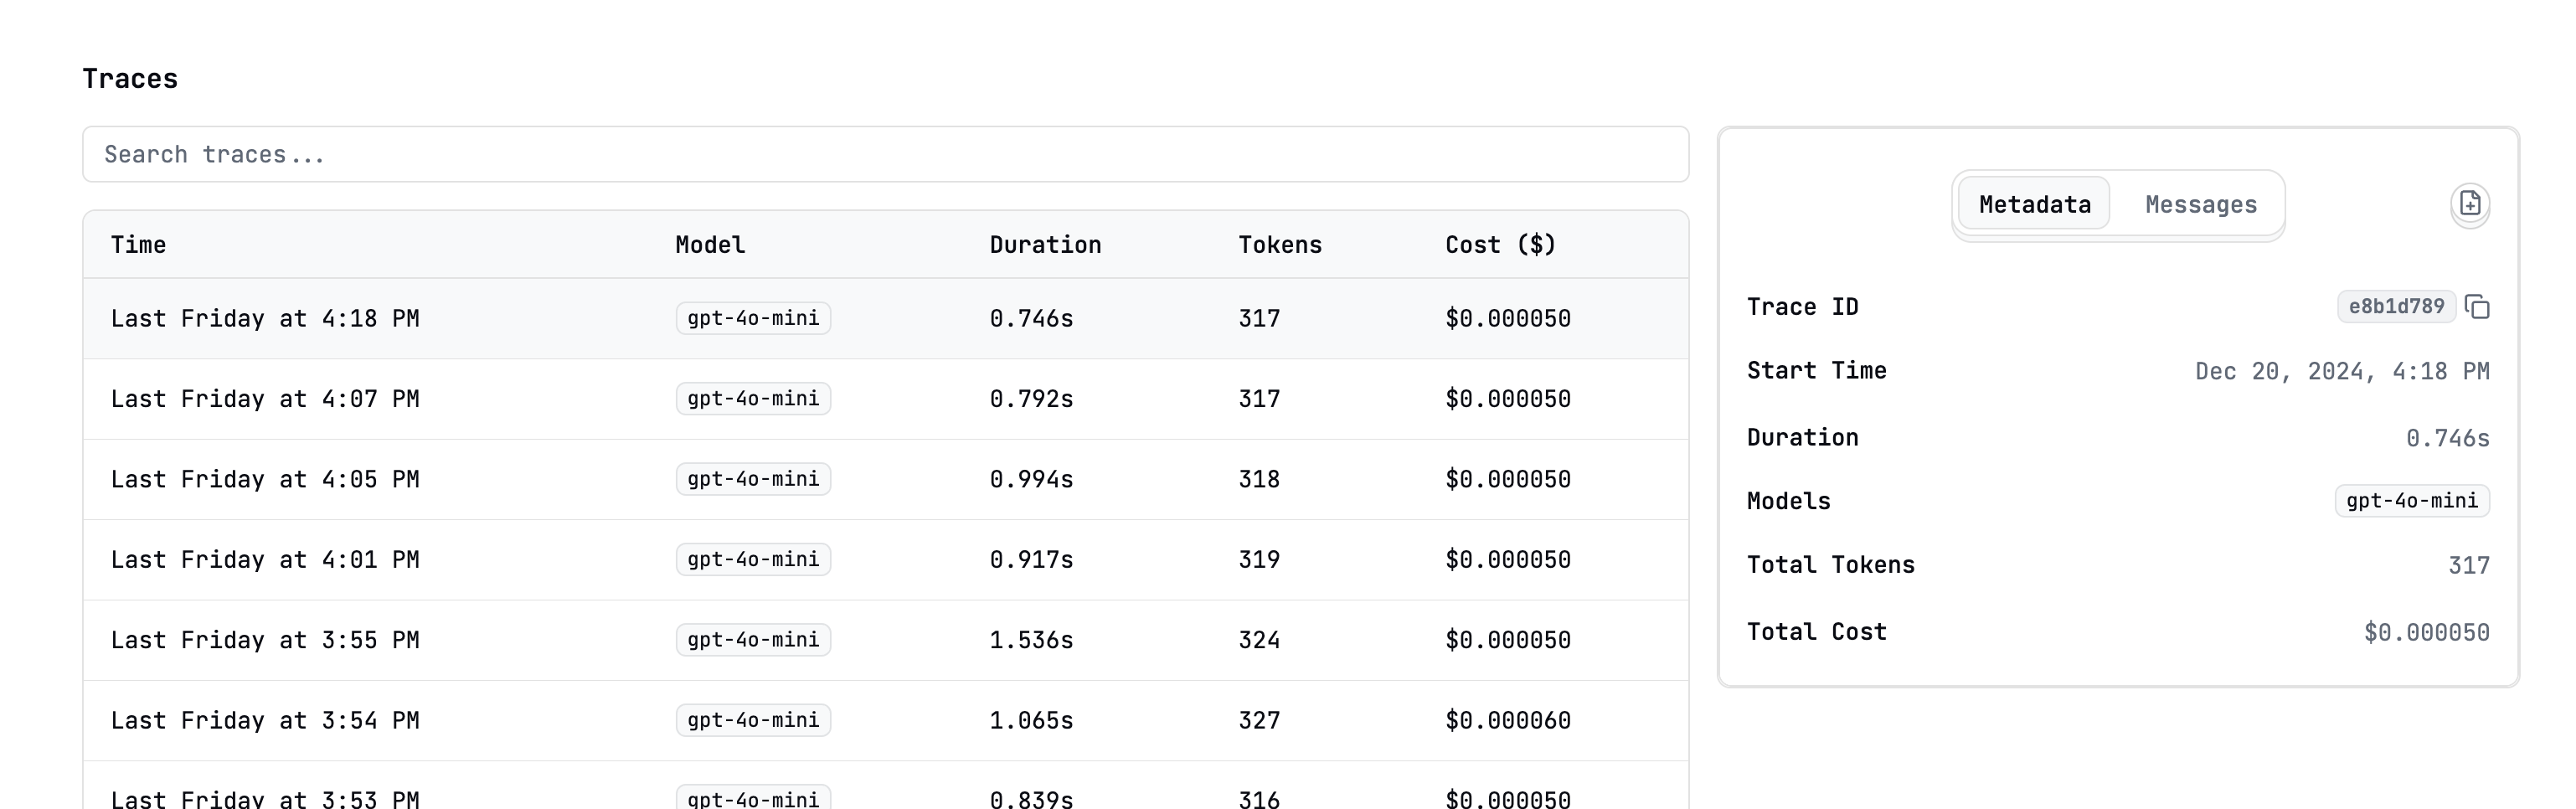 Traces
Search traces...
Time Model Duration Tokens Cost ($)
Last Friday at 4:18 PM gpt-4o-mini 0.746s 317 $0.000050
Last Friday at 4:07 PM gpt-4o-mini 0.792s 317 $0.000050
Last Friday at 4:05 PM gpt-4o-mini 0.994s 318 $0.000050
Last Friday at 4:01 PM gpt-4o-mini 0.917s 319 $0.000050
Last Friday at 3:55 PM gpt-4o-mini 1.536s 324 $0.000050
Last Friday at 3:54 PM gpt-4o-mini 1.065s 327 $0.000060
Last Friday at 3:53 PM gpt-4o-mini 0.839s 316 $0.000050
Metadata Messages
Trace ID e8b1d789
Start Time Dec 20, 2024, 4:18 PM
Duration 0.746s
Models gpt-4o-mini
Total Tokens 317
Total Cost $0.000050